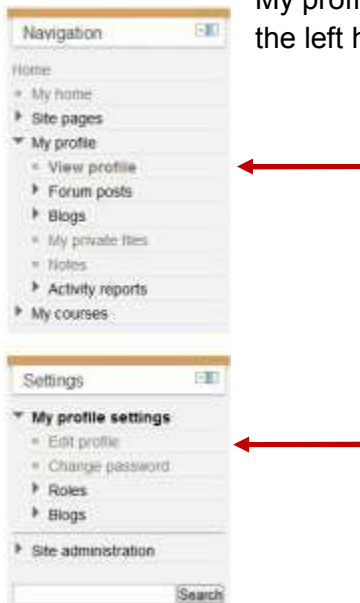 My profi
the left h
Navigation
Home
My home
Site pages
My profile
View profile
Forum posts
Blogs
My private files
Notes
Activity reports
My courses
Settings
My profile settings
Edit profile
Change password
Roles
Blogs
Site administration
Search